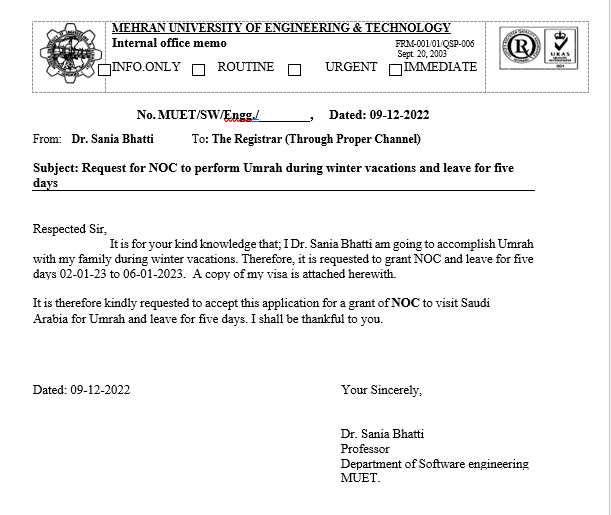 MEHRAN UNIVERSITY OF ENGINEERING & TECHNOLOGY
Internal office memo
FRM-001/01/QSP-006
Sept. 20, 2003
INFO.ONLY ROUTINE URGENT IMMEDIATE
R
UKAS
No. MUET/SW/Engg./________, Dated: 09-12-2022
From: Dr. Sania Bhatti To: The Registrar (Through Proper Channel)
Subject: Request for NOC to perform Umrah during winter vacations and leave for five
days
Respected Sir,
It is for your kind knowledge that; I Dr. Sania Bhatti am going to accomplish Umrah
with my family during winter vacations. Therefore, it is requested to grant NOC and leave for five
days 02-01-23 to 06-01-2023. A copy of my visa is attached herewith.
It is therefore kindly requested to accept this application for a grant of NOC to visit Saudi
Arabia for Umrah and leave for five days. I shall be thankful to you.
Dated: 09-12-2022 Your Sincerely,
Dr. Sania Bhatti
Professor
Department of Software engineering
MUET.